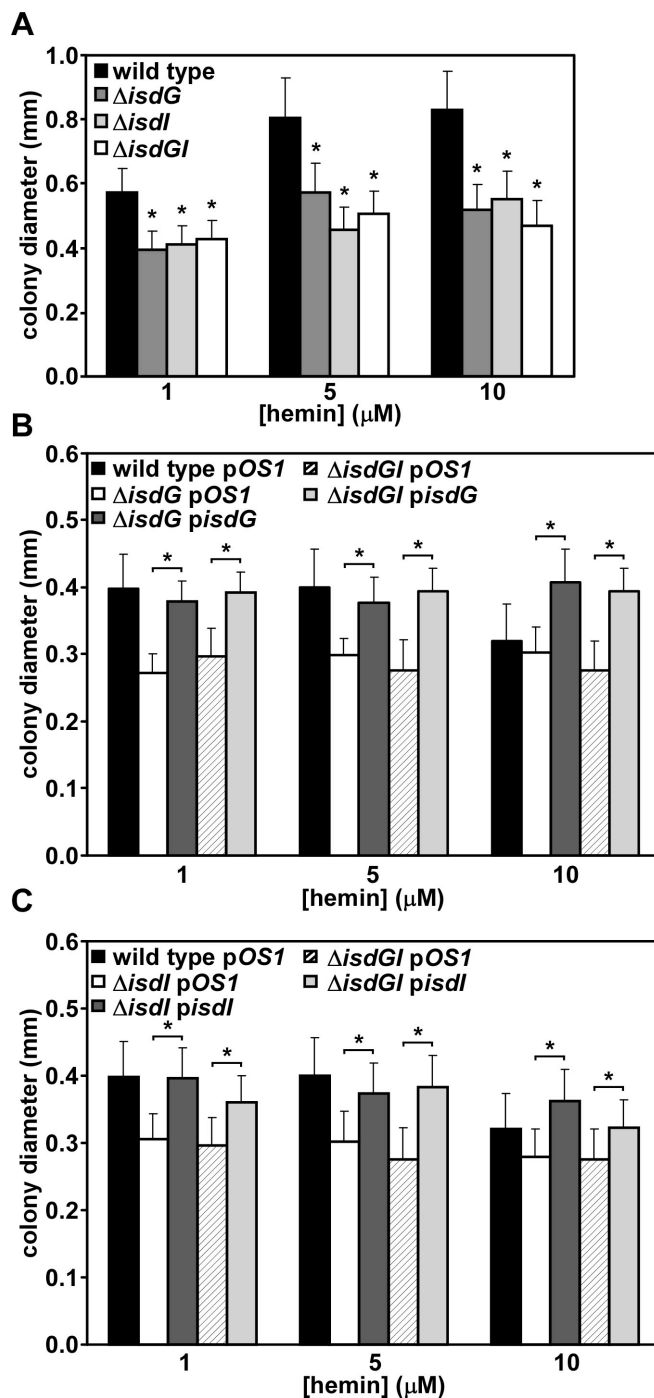 A
1.0
0.8
0.6
0.4
0.2
0.0
colony diameter (mm)
wild type
ΔisdG
ΔisdI
ΔisdGI
* * *
* * *
* * *
1 5 10
[hemin] (μM)
B
0.6
0.5
0.4
0.3
0.2
0.1
0.0
colony diameter (mm)
wild type pOS1 ΔisdGI pOS1
ΔisdG pOS1 ΔisdGI pisdG
ΔisdG pisdG
* * * * * *
1 5 10
[hemin] (μM)
C
0.6
0.5
0.4
0.3
0.2
0.1
0.0
colony diameter (mm)
wild type pOS1 ΔisdGI pOS1
ΔisdI pOS1 ΔisdGI pisdI
ΔisdI pisdI
* * * * * *
1 5 10
[hemin] (μM)